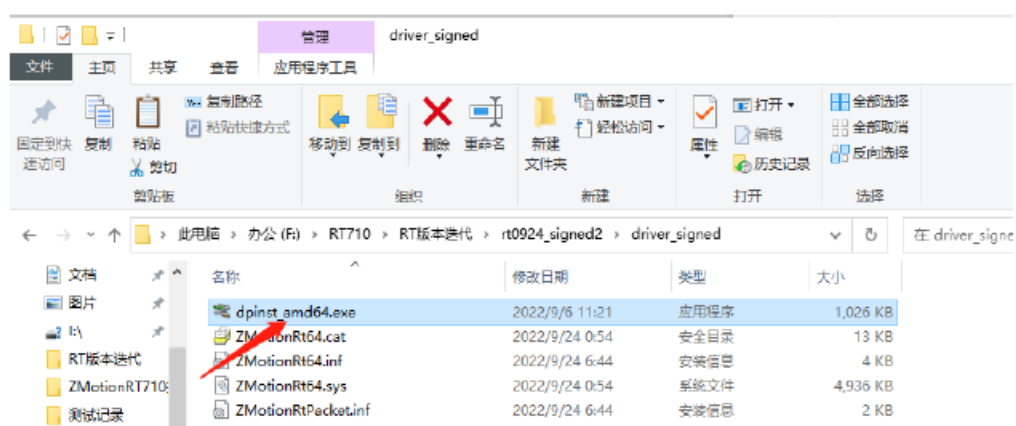 管理 driver_signed
文件 主页 共享 查看 应用程序工具
固定到快速访问
复制
粘贴
复制路径
粘贴快捷方式
剪切
剪贴板
移动到 复制到 删除 重命名
组织
新建文件夹
新建项目
轻松访问
新建
属性
打开
编辑
历史记录
打开
全部选择
全部取消
反向选择
选择
此电脑 › 办公 (F:) › RT710 › RT版本迭代 › rt0924_signed2 › driver_signed
在 driver_signe
文档
图片
I:\
RT版本迭代
ZMotionRT710
测试记录
名称 修改日期 类型 大小
dpinst_amd64.exe 2022/9/6 11:21 应用程序 1,026 KB
ZMotionRt64.cat 2022/9/24 0:54 安全目录 13 KB
ZMotionRt64.inf 2022/9/24 6:44 安装信息 4 KB
ZMotionRt64.sys 2022/9/24 0:54 系统文件 4,936 KB
ZMotionRtPacket.inf 2022/9/24 6:44 安装信息 2 KB